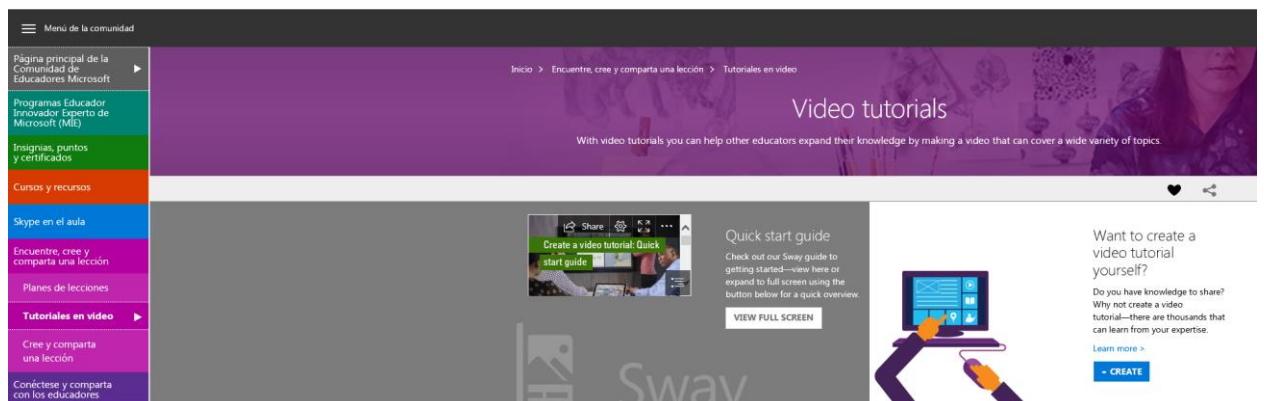 Menú de la comunidad
Página principal de la
Comunidad de
Educadores Microsoft
Programas Educador
Innovador Experto de
Microsoft (MIE)
Insignias, puntos
y certificados
Cursos y recursos
Skype en el aula
Encuentre, cree y
comparta una lección
Planes de lecciones
Tutoriales en video
Cree y comparta
una lección
Conéctese y comparta
con los educadores
Inicio > Encuentre, cree y comparta una lección > Tutoriales en video
Video tutorials
With video tutorials you can help other educators expand their knowledge by making a video that can cover a wide variety of topics.
Share
Create a video tutorial: Quick
start guide
Quick start guide
Check out our Sway guide to
getting started—view here or
expand to full screen using the
button below for a quick overview.
VIEW FULL SCREEN
Sway
Want to create a
video tutorial
yourself?
Do you have knowledge to share?
Why not create a video
tutorial—there are thousands that
can learn from your expertise.
Learn more >
+ CREATE